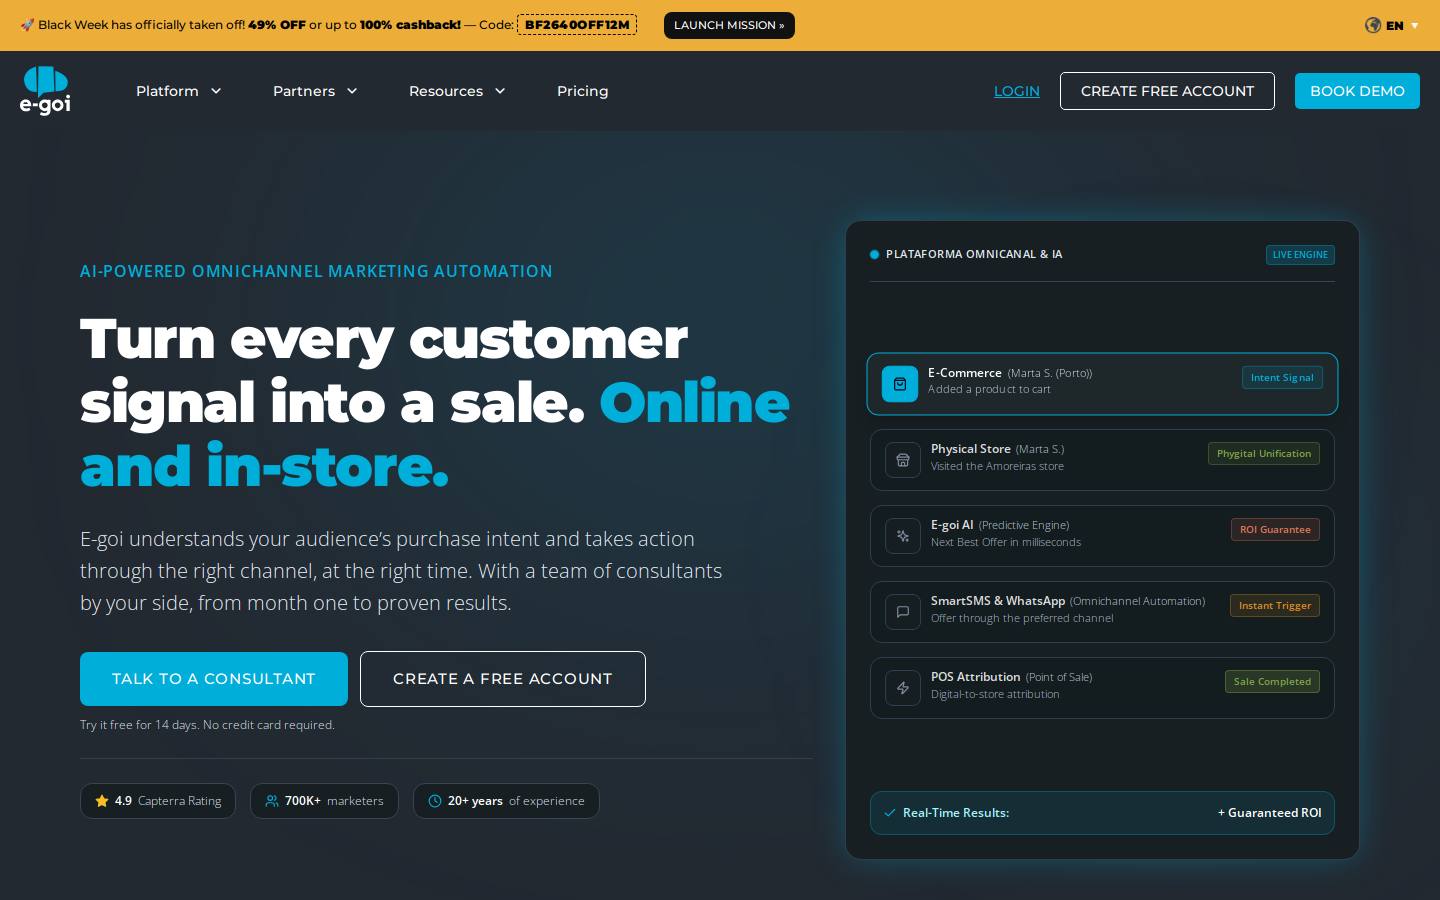 🚀 Black Week has officially taken off! 49% OFF or up to 100% cashback! — Code: BF2640OFF12M LAUNCH MISSION »
EN
e-goi
Platform Partners Resources Pricing
LOGIN CREATE FREE ACCOUNT BOOK DEMO
AI-POWERED OMNICHANNEL MARKETING AUTOMATION
Turn every customer
signal into a sale. Online
and in-store.
E-goi understands your audience’s purchase intent and takes action
through the right channel, at the right time. With a team of consultants
by your side, from month one to proven results.
TALK TO A CONSULTANT CREATE A FREE ACCOUNT
Try it free for 14 days. No credit card required.
4.9 Capterra Rating 700K+ marketers 20+ years of experience
PLATAFORMA OMNICANAL & IA LIVE ENGINE
E-Commerce (Marta S. (Porto)) Intent Signal
Added a product to cart
Physical Store (Marta S.) Phygital Unification
Visited the Amoreiras store
E-goi AI (Predictive Engine) ROI Guarantee
Next Best Offer in milliseconds
SmartSMS & WhatsApp (Omnichannel Automation) Instant Trigger
Offer through the preferred channel
POS Attribution (Point of Sale) Sale Completed
Digital-to-store attribution
Real-Time Results: + Guaranteed ROI